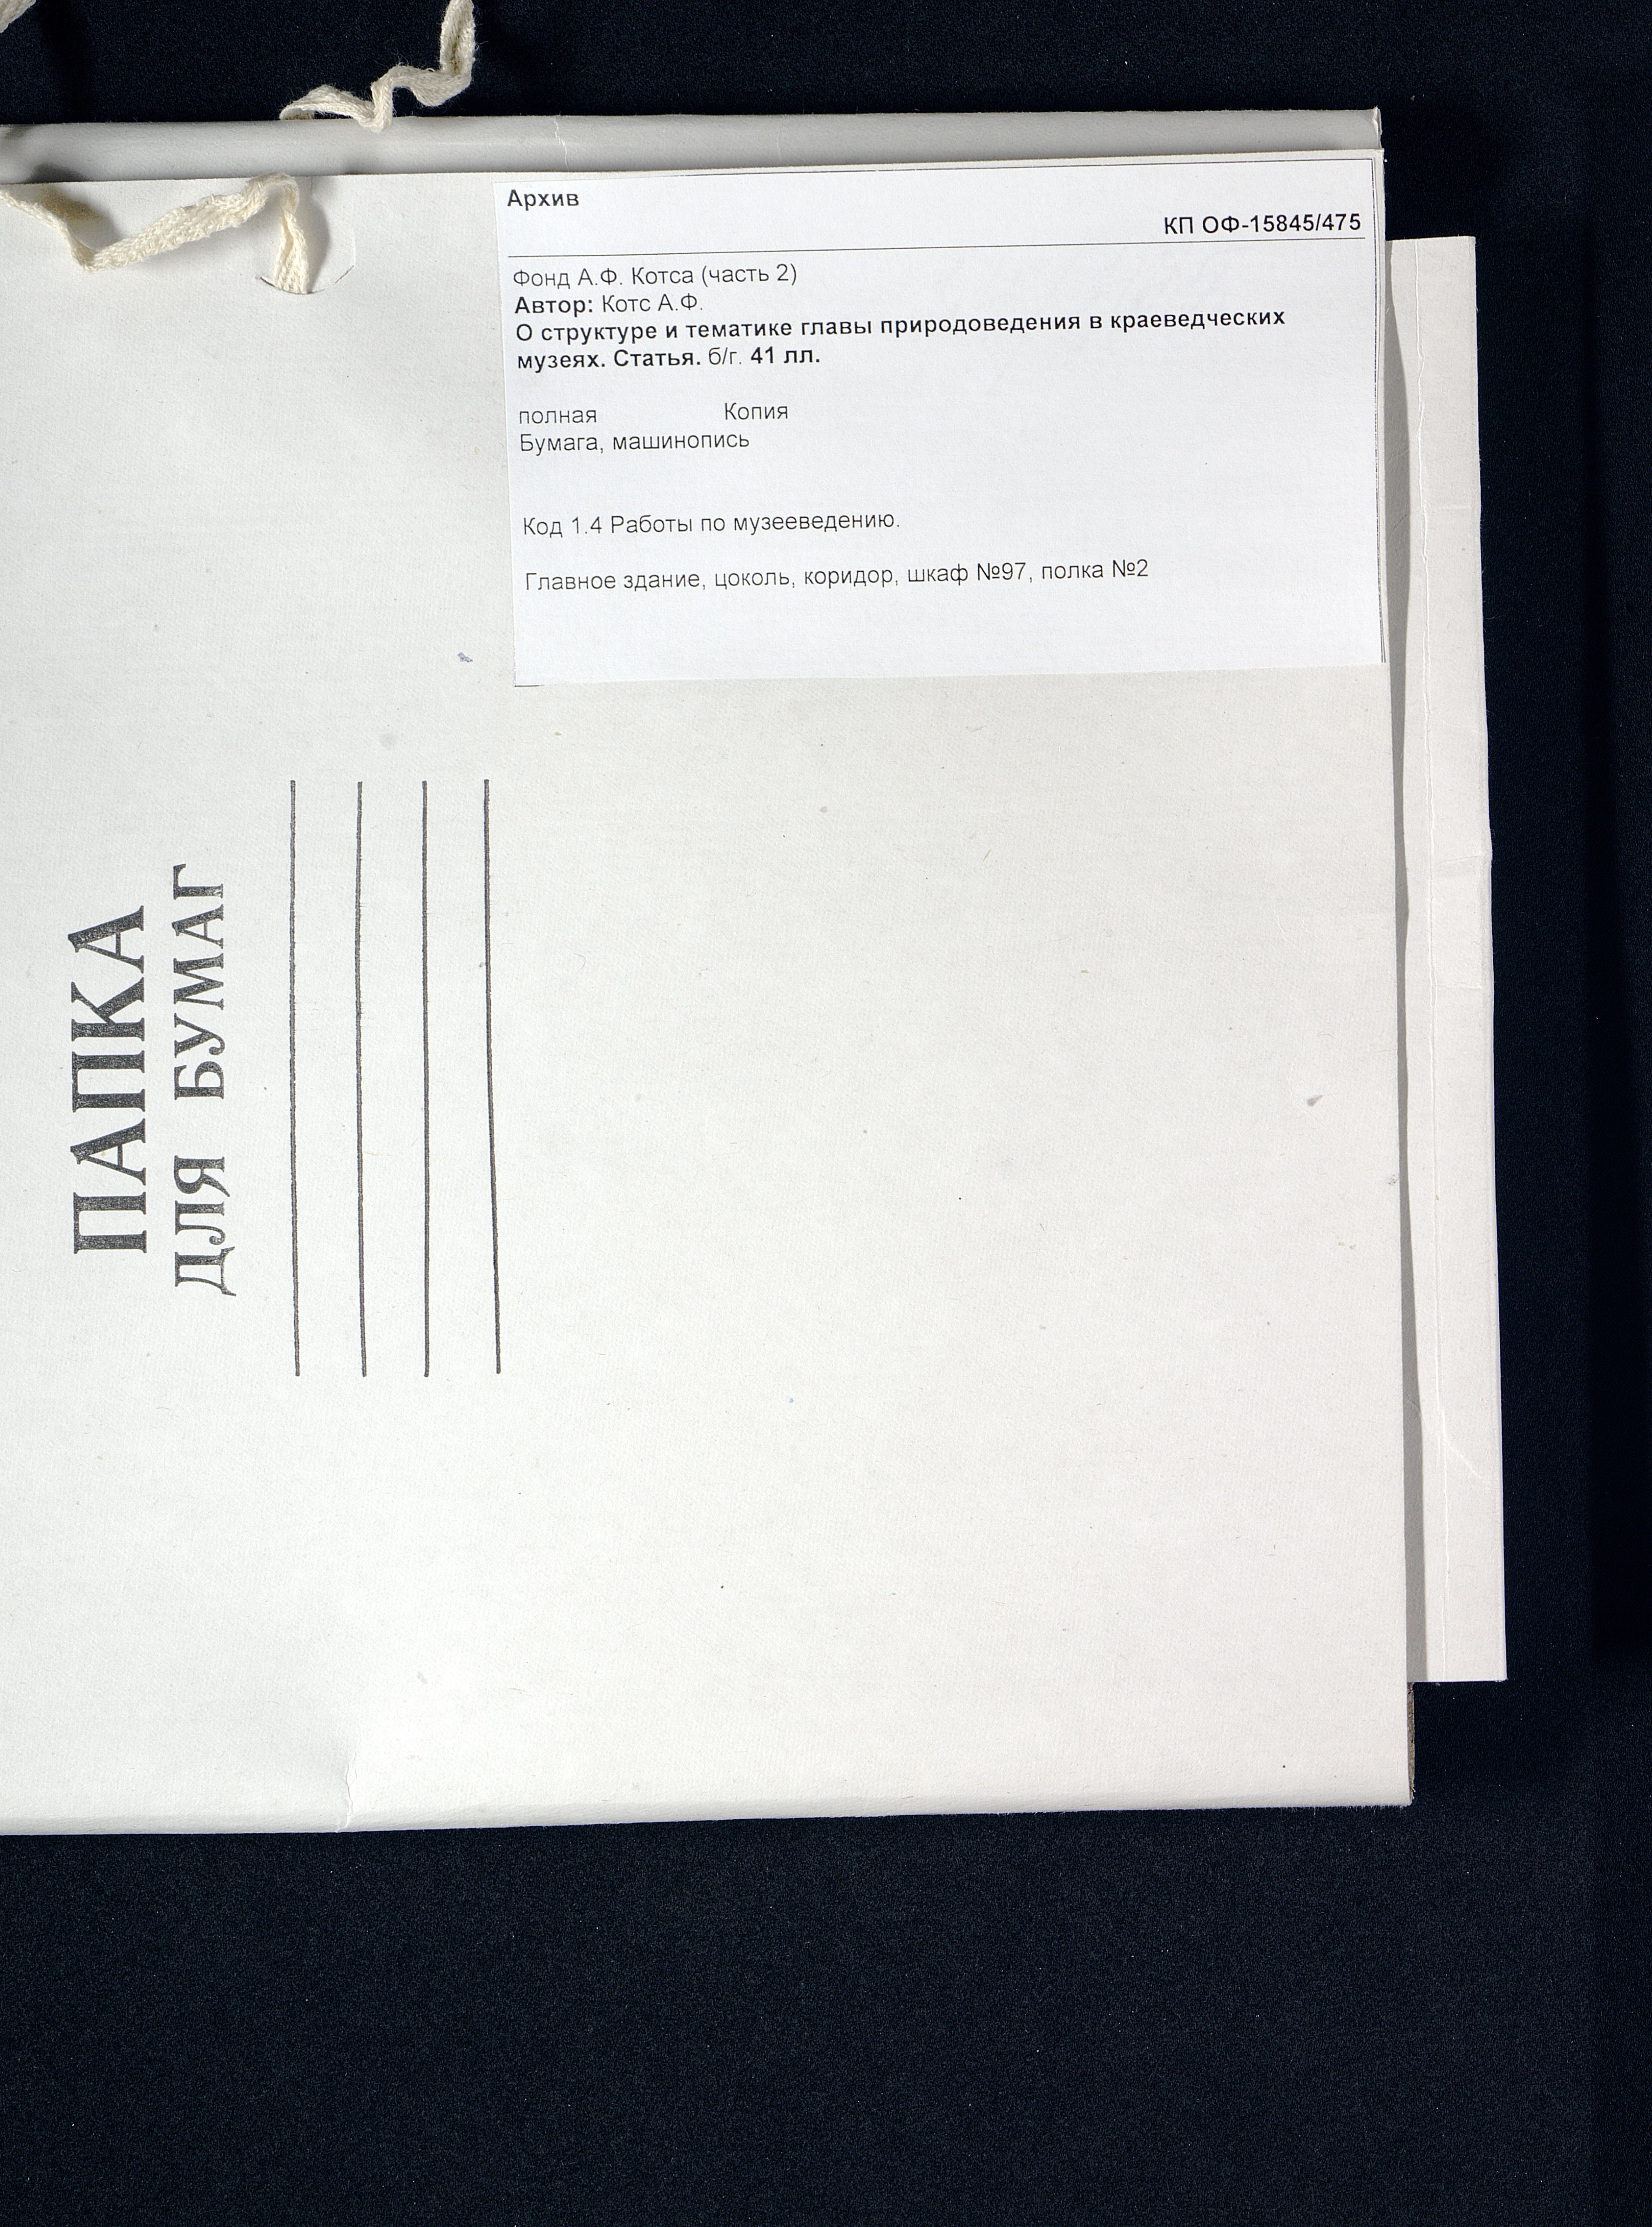 Архив
КП ОФ-15845/475
Фонд А.Ф. Котса (часть 2)
Автор: Котс А.Ф.
О структуре и тематике главы природоведения в краеведческих
музеях. Статья. б/г. 41 лл.
полная Копия
Бумага, машинопись
Код 1.4 Работы по музееведению.
Главное здание, цоколь, коридор, шкаф №97, полка №2
ПАПКА
ДЛЯ БУМАГ